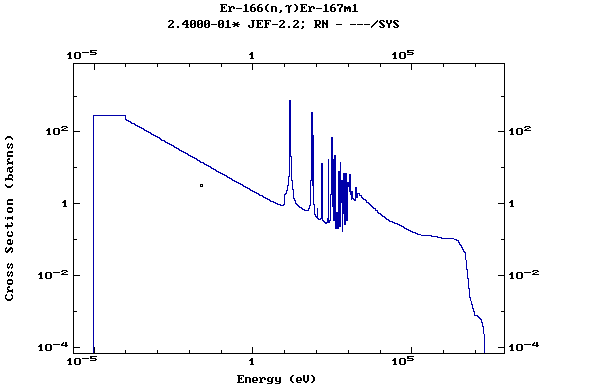 Er-166(n,γ)Er-167m1
2.4000-01* JEF-2.2; RN - ---/SYS
10⁻⁵ 1 10⁵
10² 10²
1 1
10⁻² 10⁻²
10⁻⁴ 10⁻⁴
10⁻⁵ 1 10⁵
Cross Section (barns)
Energy (eV)